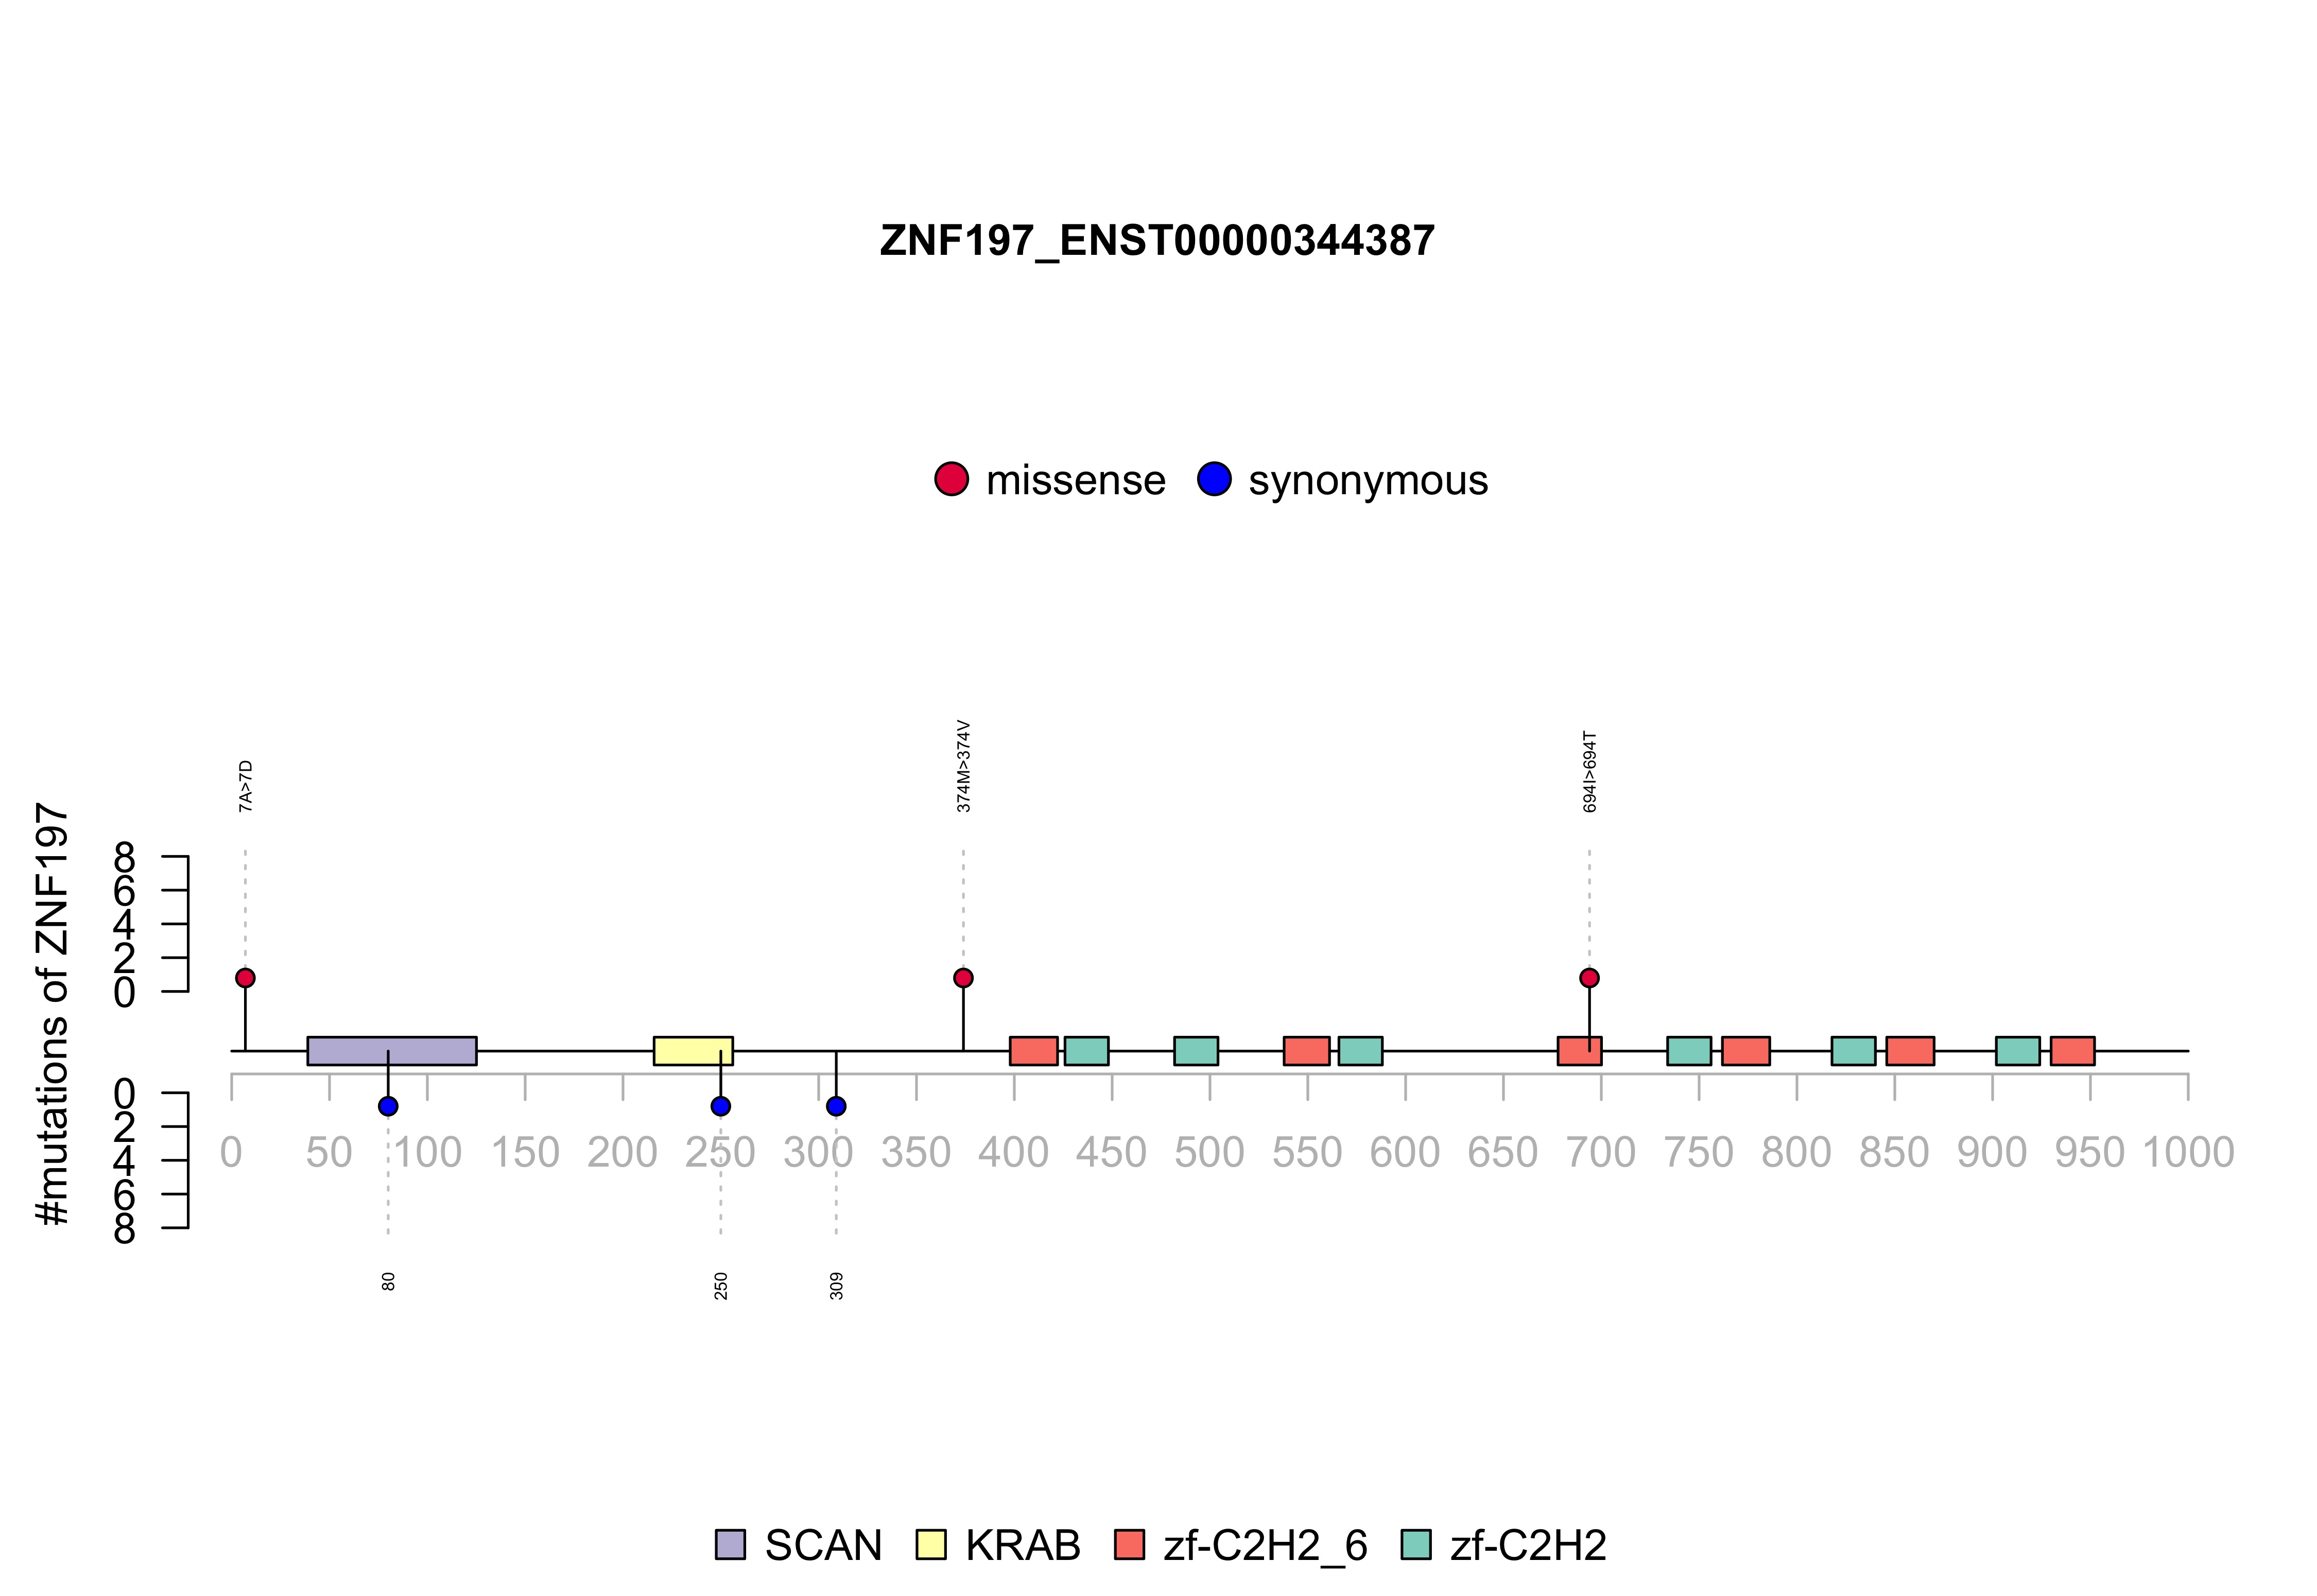 ZNF197_ENST00000344387
missense synonymous
7A>7D 374M>374V 694I>694T
#mutations of ZNF197
8
6
4
2
0
0
2
4
6
8
0 50 100 150 200 250 300 350 400 450 500 550 600 650 700 750 800 850 900 950 1000
80 250 309
SCAN KRAB zf-C2H2_6 zf-C2H2